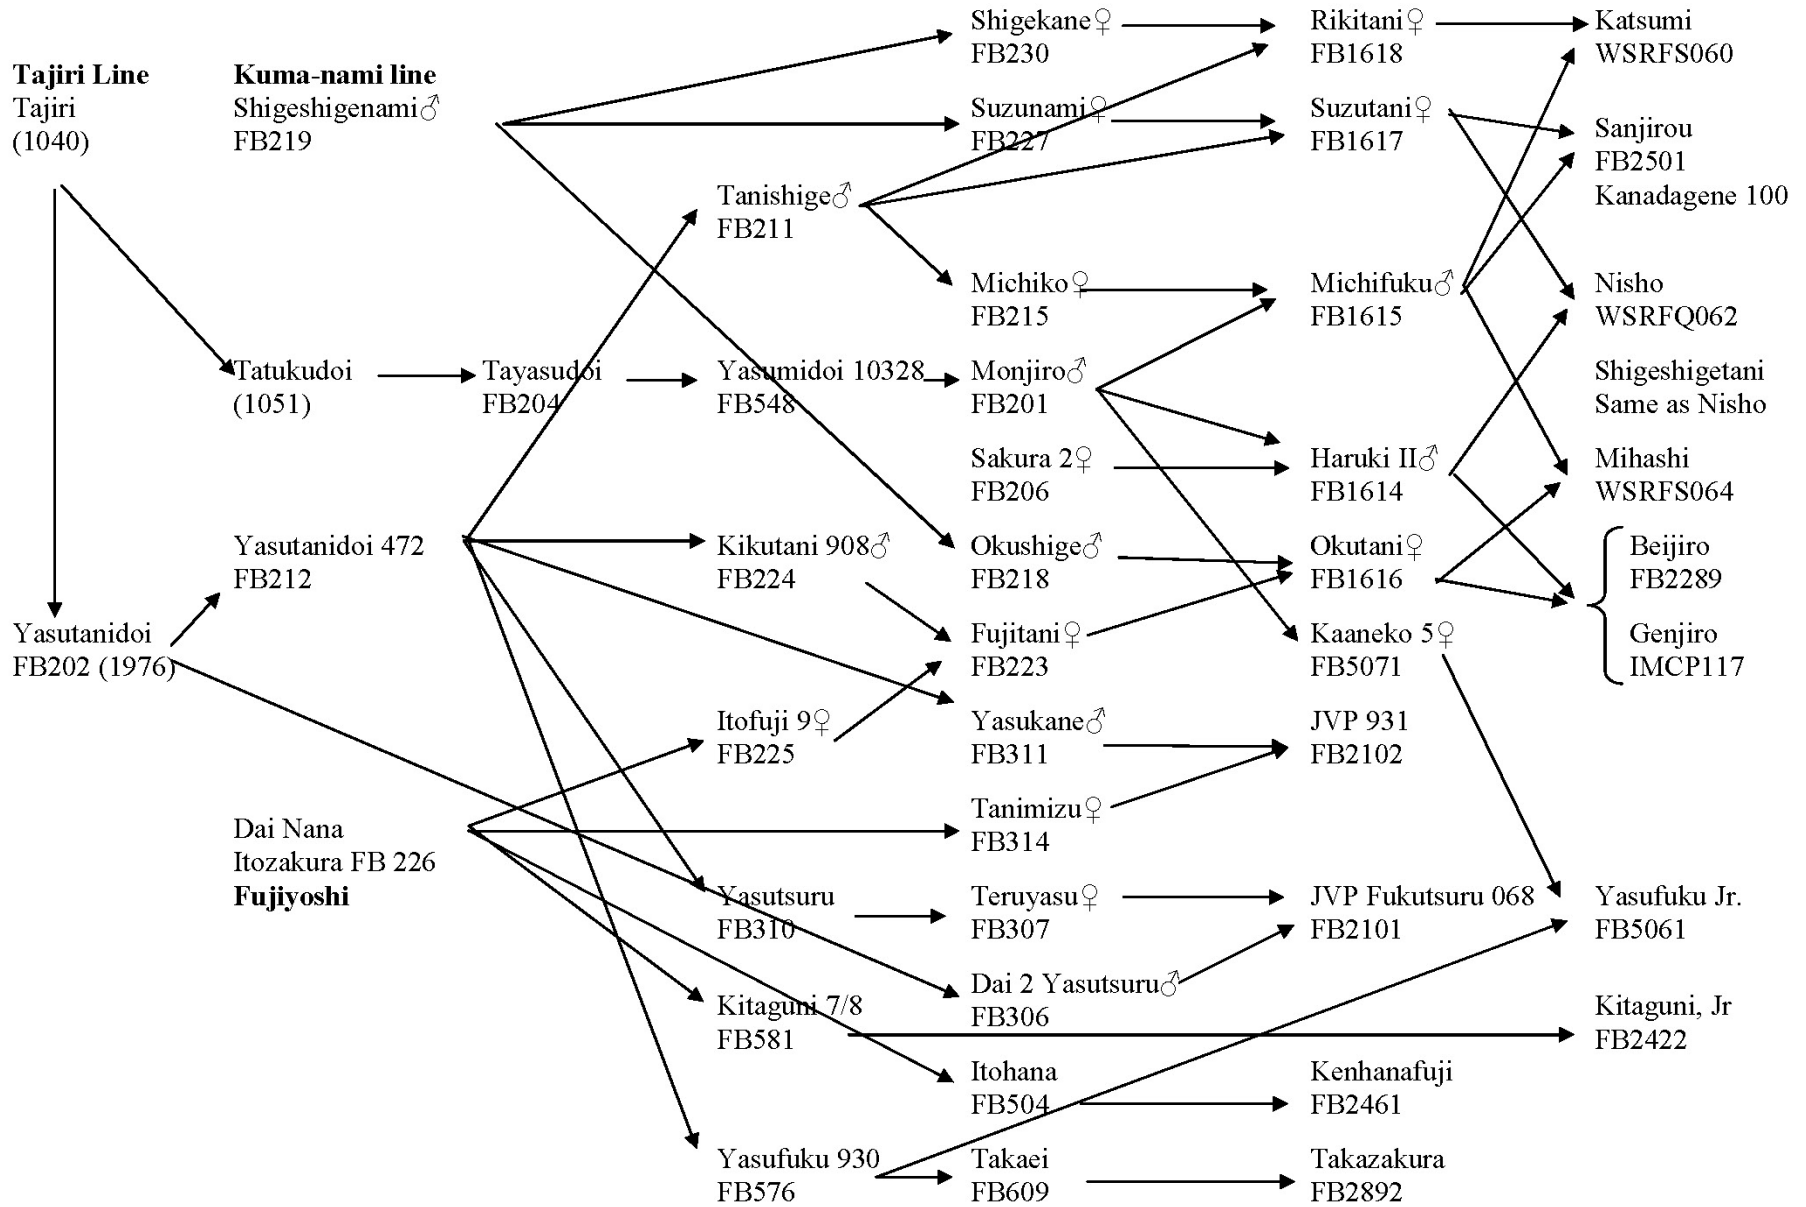 Tajiri Line
Tajiri
(1040)
Yasutanidoi
FB202 (1976)
Kuma-nami line
Shigeshigenami♂
FB219
Tatukudoi
(1051)
Yasutanidoi 472
FB212
Dai Nana
Itozakura FB 226
Fujiyoshi
Tayasudoi
FB204
Tanishige♂
FB211
Yasumidoi 10328
FB548
Kikutani 908♂
FB224
Itofuji 9♀
FB225
Yasutsuru
FB310
Kitaguni 7/8
FB581
Yasufuku 930
FB576
Shigekane♀
FB230
Suzunami♀
FB227
Michiko♀
FB215
Monjiro♂
FB201
Sakura 2♀
FB206
Okushige♂
FB218
Fujitani♀
FB223
Yasukane♂
FB311
Tanimizu♀
FB314
Teruyasu♀
FB307
Dai 2 Yasutsuru♂
FB306
Itohana
FB504
Takaei
FB609
Rikitani♀
FB1618
Suzutani♀
FB1617
Michifuku♂
FB1615
Haruki II♂
FB1614
Okutani♀
FB1616
Kaaneko 5♀
FB5071
JVP 931
FB2102
JVP Fukutsuru 068
FB2101
Kenhanafuji
FB2461
Takazakura
FB2892
Katsumi
WSRFS060
Sanjirou
FB2501
Kanadagene 100
Nisho
WSRFQ062
Shigeshigetani
Same as Nisho
Mihashi
WSRFS064
Beijiro
FB2289
Genjiro
IMCP117
Yasufuku Jr.
FB5061
Kitaguni, Jr
FB2422